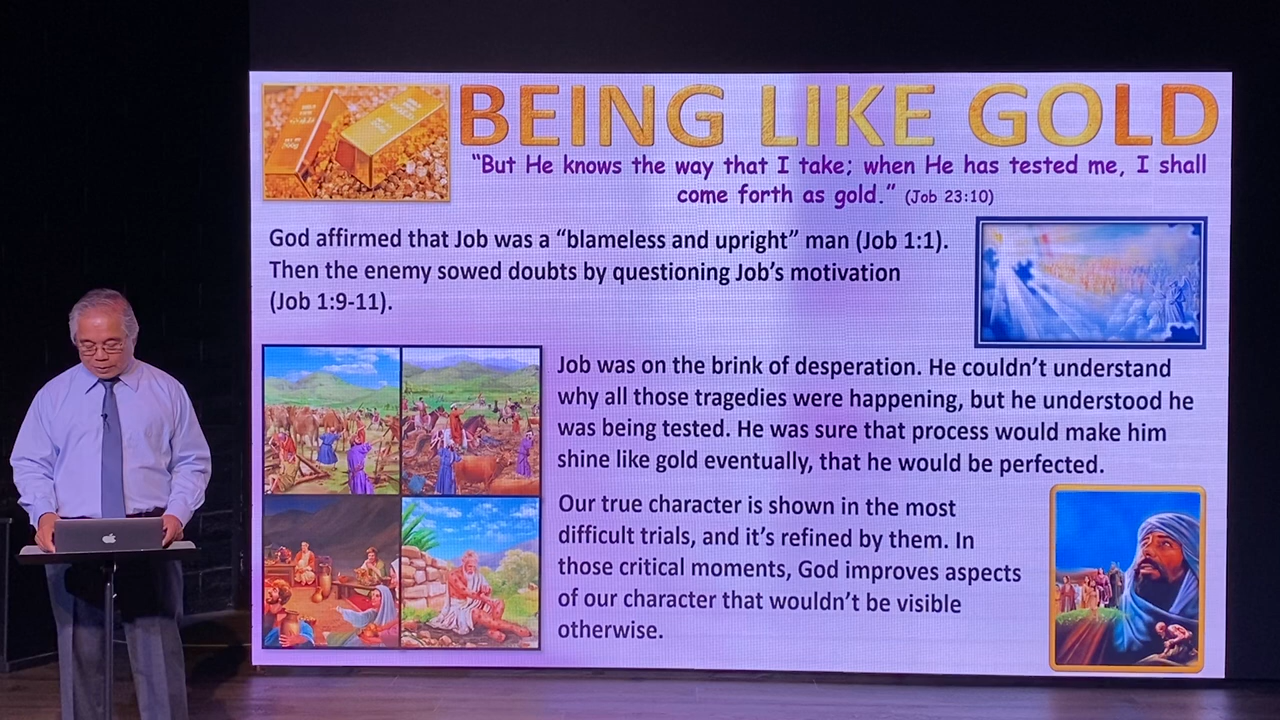 BEING LIKE GOLD
“But He knows the way that I take; when He has tested me, I shall
come forth as gold.” (Job 23:10)
God affirmed that Job was a “blameless and upright” man (Job 1:1).
Then the enemy sowed doubts by questioning Job’s motivation
(Job 1:9-11).
Job was on the brink of desperation. He couldn’t understand
why all those tragedies were happening, but he understood he
was being tested. He was sure that process would make him
shine like gold eventually, that he would be perfected.
Our true character is shown in the most
difficult trials, and it’s refined by them. In
those critical moments, God improves aspects
of our character that wouldn’t be visible
otherwise.